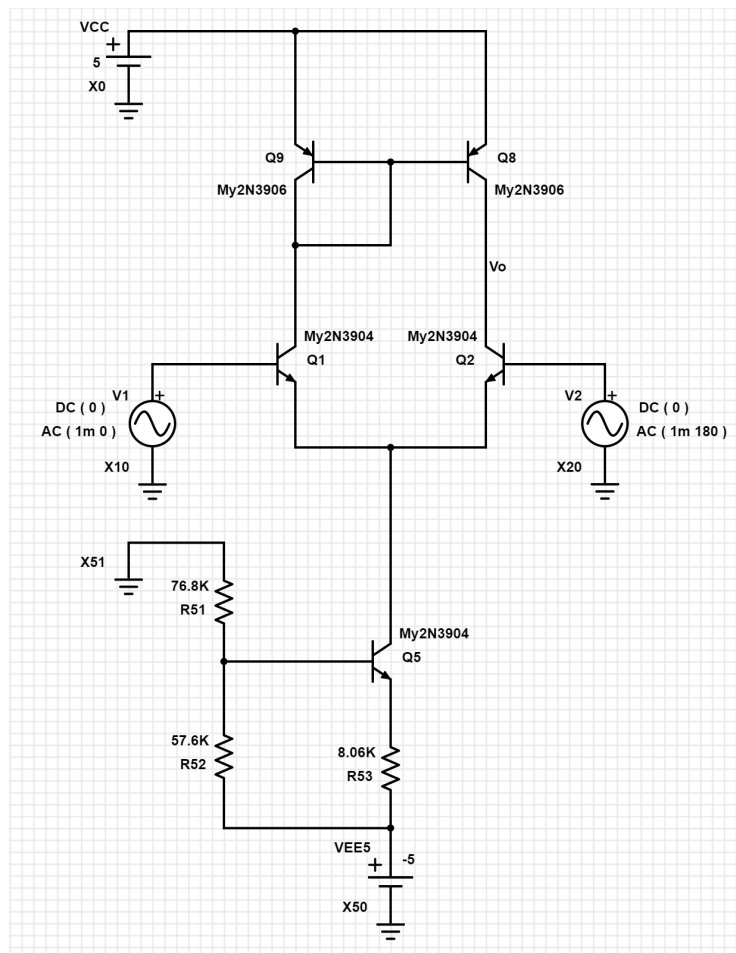 VCC
+
5
X0
Q9
Q8
My2N3906
My2N3906
Vo
My2N3904
My2N3904
Q1
Q2
V1
+
V2
+
DC ( 0 )
DC ( 0 )
AC ( 1m 0 )
AC ( 1m 180 )
X10
X20
X51
76.8K
R51
My2N3904
Q5
57.6K
R52
8.06K
R53
VEE5
-5
+
X50